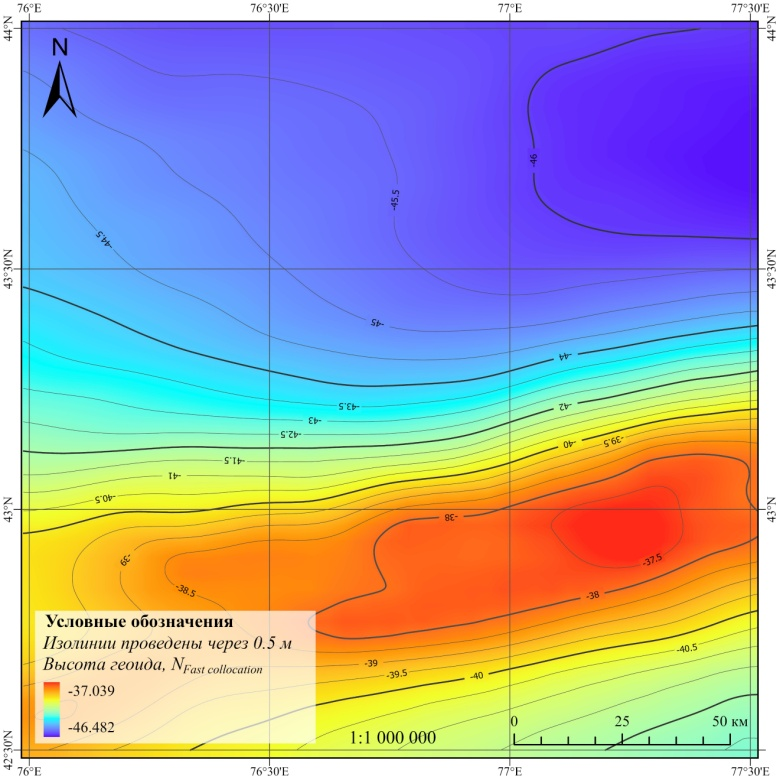 76°E 76°30'E 77°E 77°30'E
44°N 44°N
N
-46
-45.5
-44.5
43°30'N 43°30'N
-45
-44
-43.5
-42
-43
-42.5
-39.5
-40
-41.5
-41
-40.5
-38
43°N 43°N
-39
-37.5
-38.5
-38
Условные обозначения
Изолинии проведены через 0.5 м
Высота геоида, N Fast collocation
-37.039
-46.482
-40.5
-39
-39.5
-40
0 25 50 км
1:1 000 000
42°30'N 42°30'N
76°E 76°30'E 77°E 77°30'E